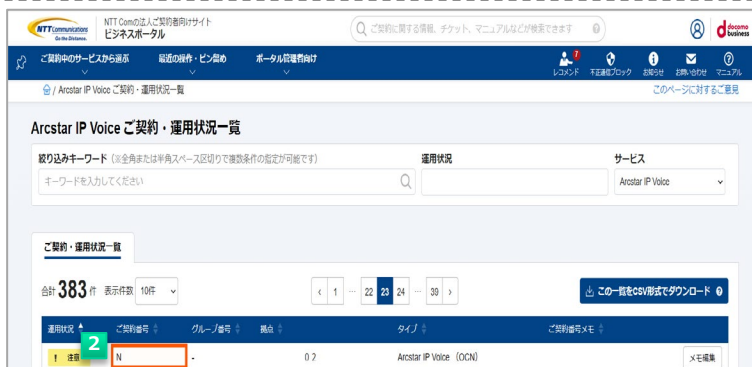 NTT Communications
Go the Distance.
NTT Comの法人ご契約者向けサイト
ビジネスポータル
ご契約に関する情報、チケット、マニュアルなどが検索できます
docomo
business
ご契約中のサービスから選ぶ
最近の操作・ピン留め
ポータル管理者向け
レコメンド
不正通信ブロック
お知らせ
お問い合わせ
マニュアル
/ Arcstar IP Voice ご契約・運用状況一覧
このページに対するご意見
Arcstar IP Voice ご契約・運用状況一覧
絞り込みキーワード(※全角または半角スペース区切りで複数条件の指定が可能です)
運用状況
サービス
キーワードを入力してください
Arcstar IP Voice
ご契約・運用状況一覧
合計 383 件 表示件数 10件
‹ 1 … 22 23 24 … 39 ›
この一覧をCSV形式でダウンロード
運用状況 ご契約番号 グループ番号 拠点 タイプ ご契約番号メモ
2
! 注意 N - 0 2 Arcstar IP Voice (OCN) メモ編集